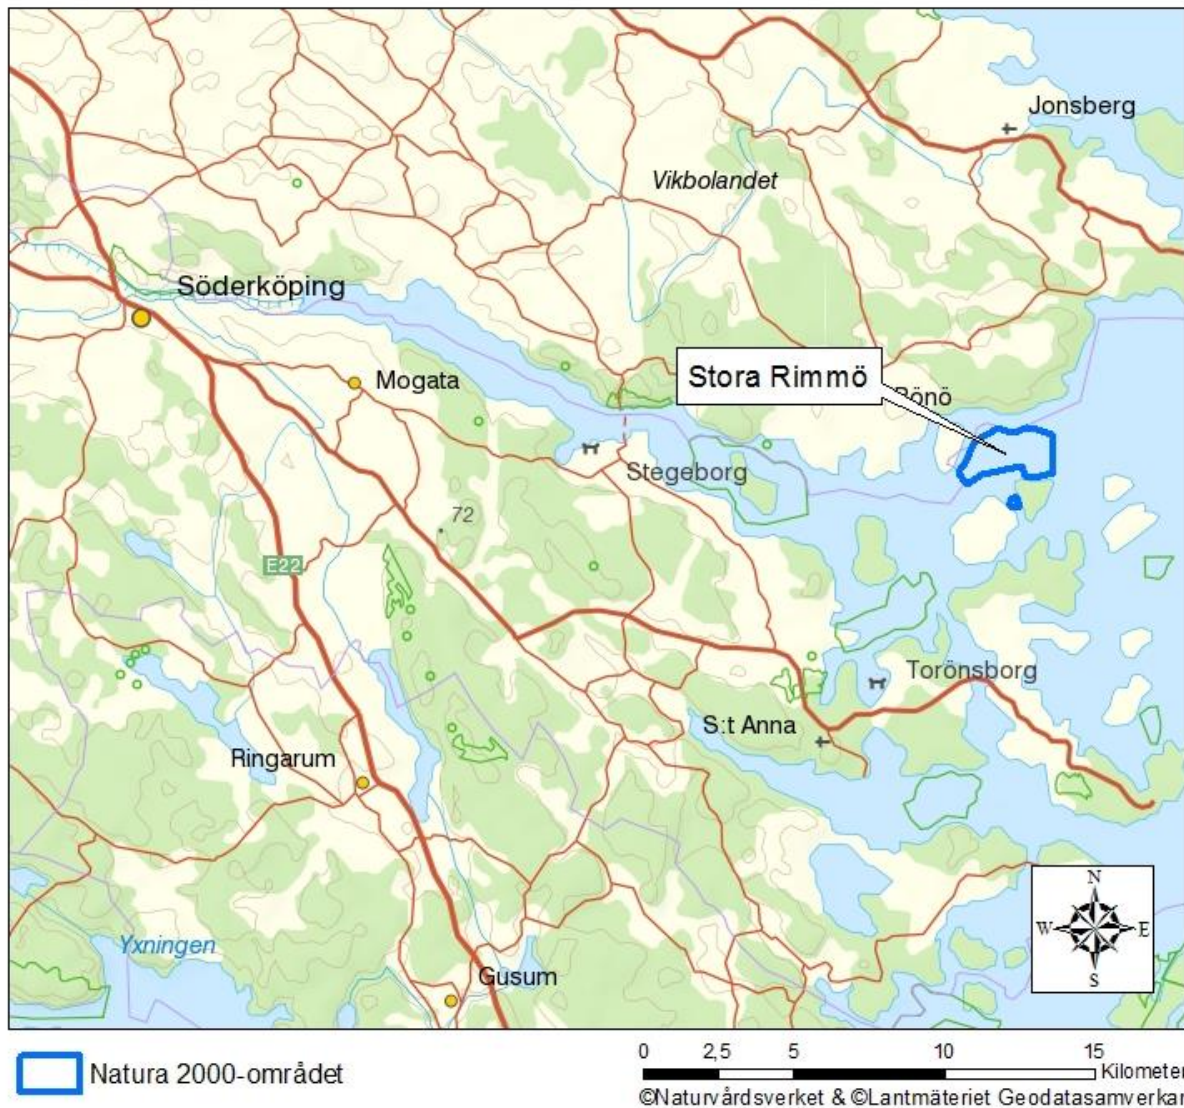 Jonsberg
Vikbolandet
Söderköping
Stora Rimmö
Mogata
Stegeborg
72
E22
Torönsborg
S:t Anna
Ringarum
Yxningen
Gusum
N
W E
S
Natura 2000-området
0 2,5 5 10 15
Kilometer
©Naturvårdsverket & ©Lantmäteriet Geodatasamverkan